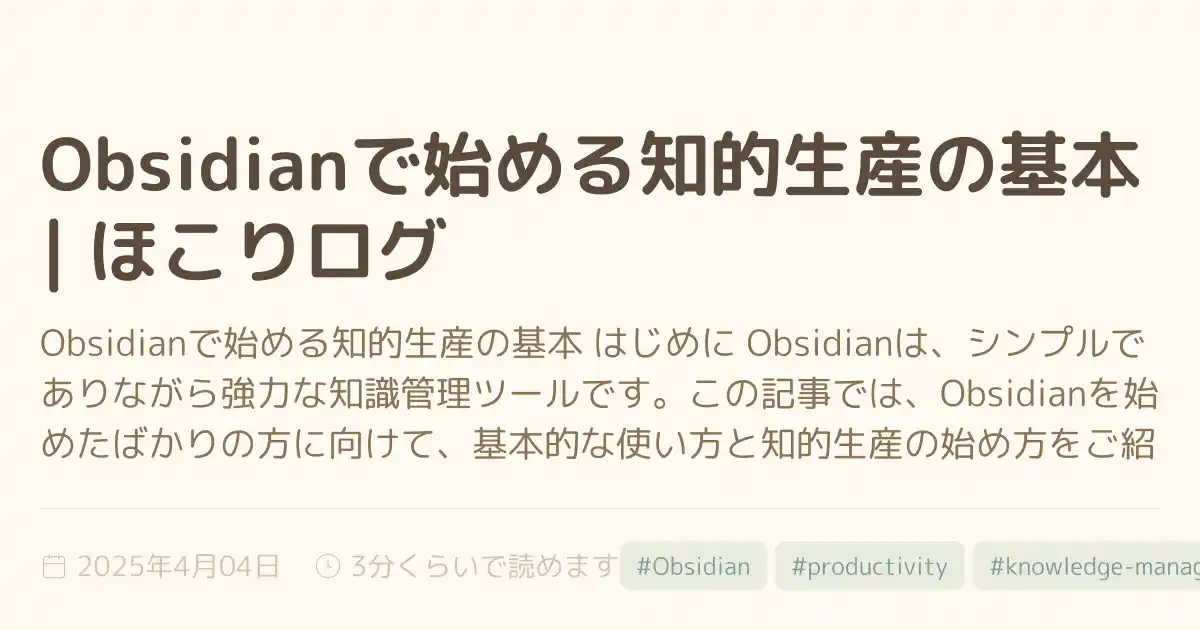 Obsidianで始める知的生産の基本
| ほこりログ
Obsidianで始める知的生産の基本 はじめに Obsidianは、シンプルで
ありながら強力な知識管理ツールです。この記事では、Obsidianを始
めたばかりの方に向けて、基本的な使い方と知的生産の始め方をご紹
2025年4月04日 3分くらいで読めます #Obsidian #productivity #knowledge-manag